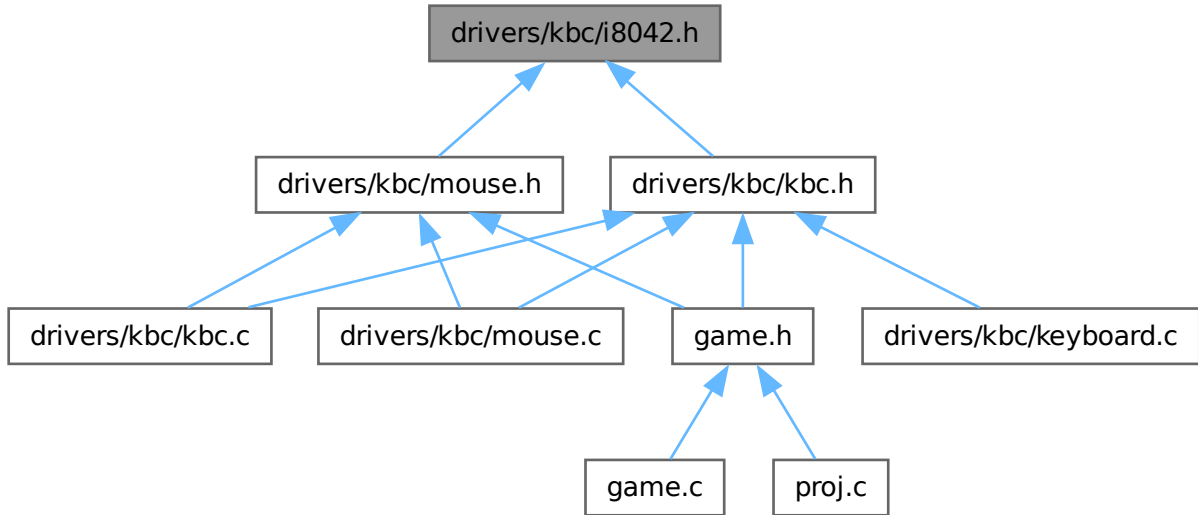 drivers/kbc/i8042.h
drivers/kbc/mouse.h
drivers/kbc/kbc.h
drivers/kbc/kbc.c
drivers/kbc/mouse.c
game.h
drivers/kbc/keyboard.c
game.c
proj.c